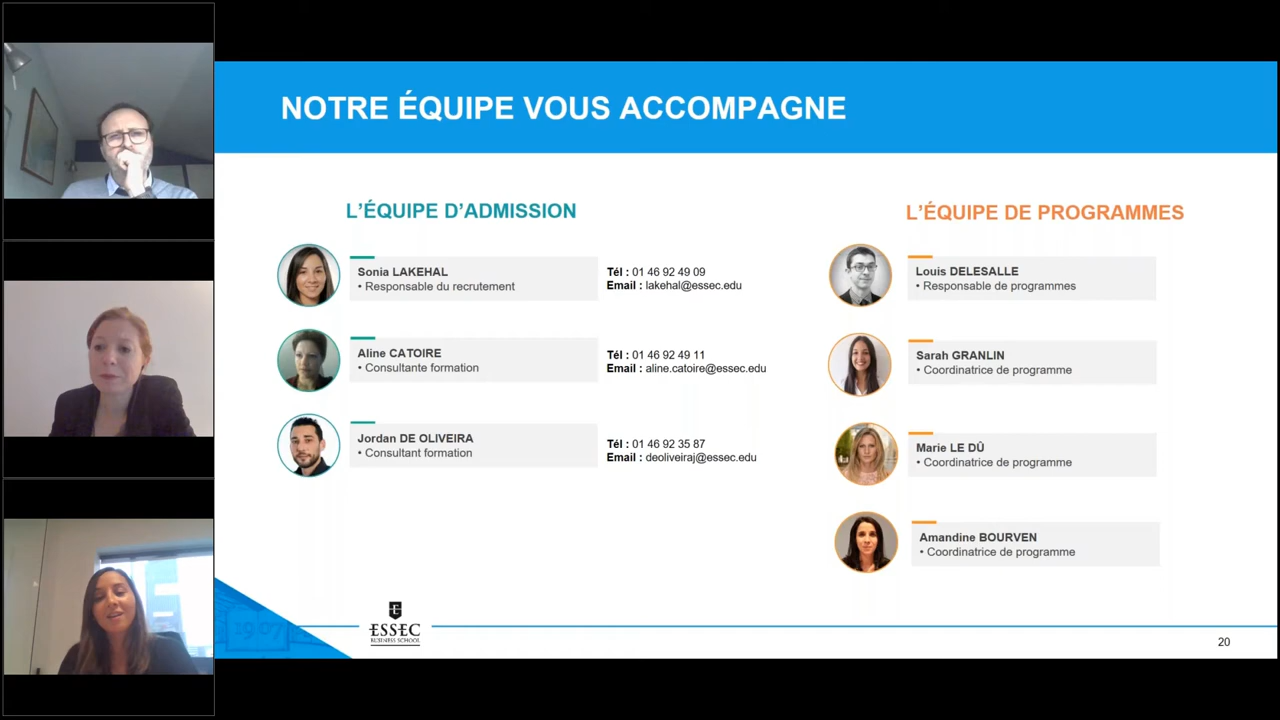 NOTRE ÉQUIPE VOUS ACCOMPAGNE
L'ÉQUIPE D'ADMISSION
Sonia LAKEHAL
• Responsable du recrutement
Tél : 01 46 92 49 09
Email : lakehal@essec.edu
Aline CATOIRE
• Consultante formation
Tél : 01 46 92 49 11
Email : aline.catoire@essec.edu
Jordan DE OLIVEIRA
• Consultant formation
Tél : 01 46 92 35 87
Email : deoliveiraj@essec.edu
L'ÉQUIPE DE PROGRAMMES
Louis DELESALLE
• Responsable de programmes
Sarah GRANLIN
• Coordinatrice de programme
Marie LE DÛ
• Coordinatrice de programme
Amandine BOURVEN
• Coordinatrice de programme
1907
ESSEC
BUSINESS SCHOOL
20